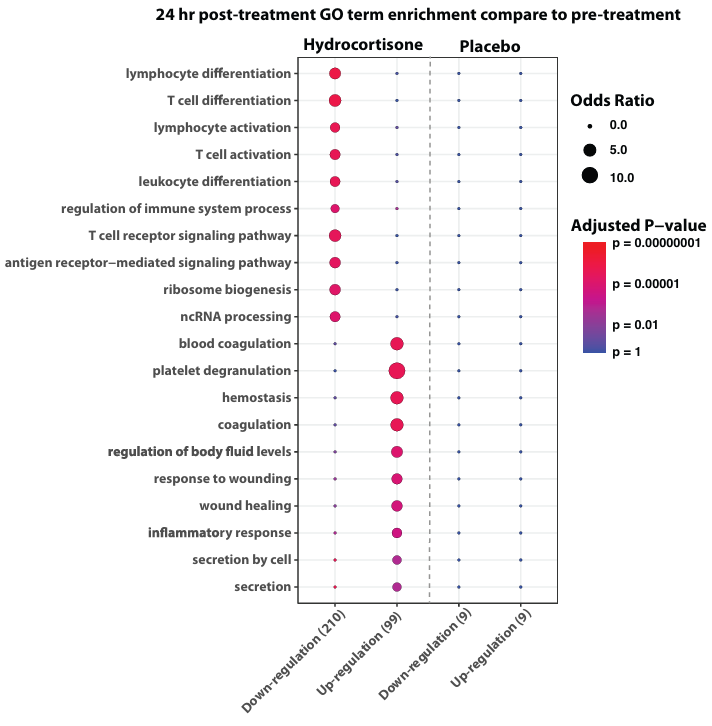 24 hr post-treatment GO term enrichment compare to pre-treatment
Hydrocortisone
Placebo
lymphocyte differentiation
T cell differentiation
lymphocyte activation
T cell activation
leukocyte differentiation
regulation of immune system process
T cell receptor signaling pathway
antigen receptor−mediated signaling pathway
ribosome biogenesis
ncRNA processing
blood coagulation
platelet degranulation
hemostasis
coagulation
regulation of body fluid levels
response to wounding
wound healing
inflammatory response
secretion by cell
secretion
Down-regulation (210)
Up-regulation (99)
Down-regulation (9)
Up-regulation (9)
Odds Ratio
0.0
5.0
10.0
Adjusted P−value
p = 0.00000001
p = 0.00001
p = 0.01
p = 1